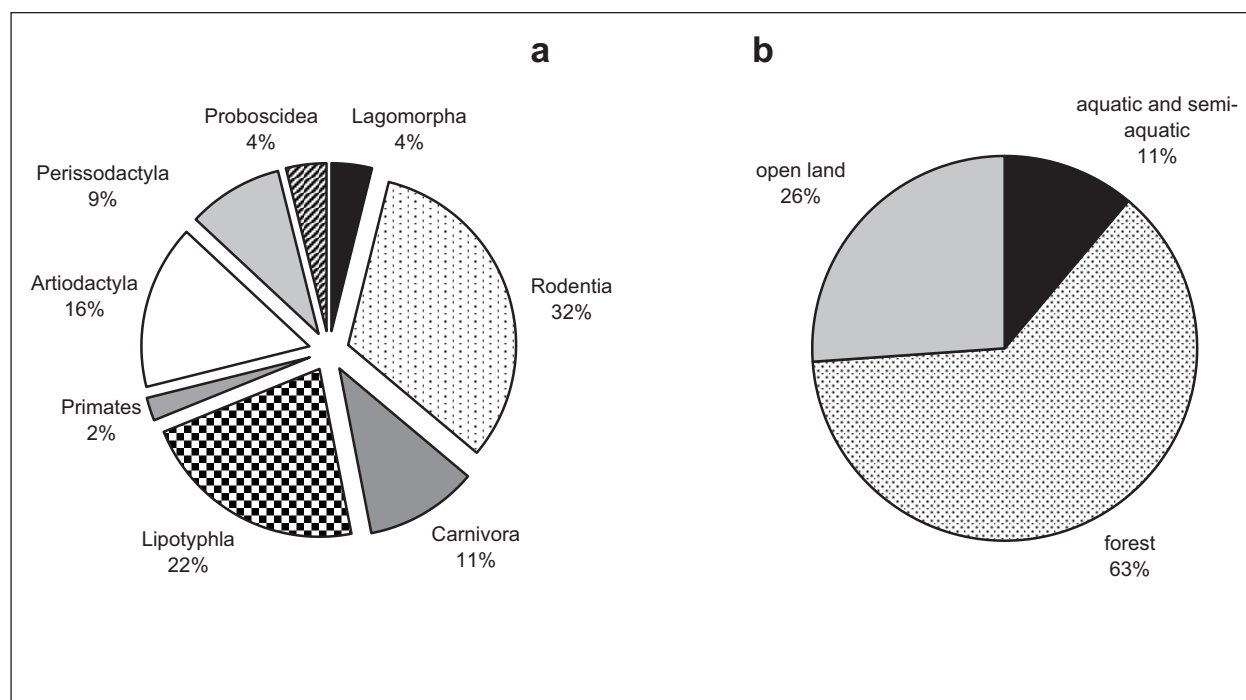 a
Proboscidea
4%
Lagomorpha
4%
Perissodactyla
9%
Artiodactyla
16%
Rodentia
32%
Primates
2%
Lipotyphla
22%
Carnivora
11%
b
aquatic and semi-
aquatic
11%
open land
26%
forest
63%